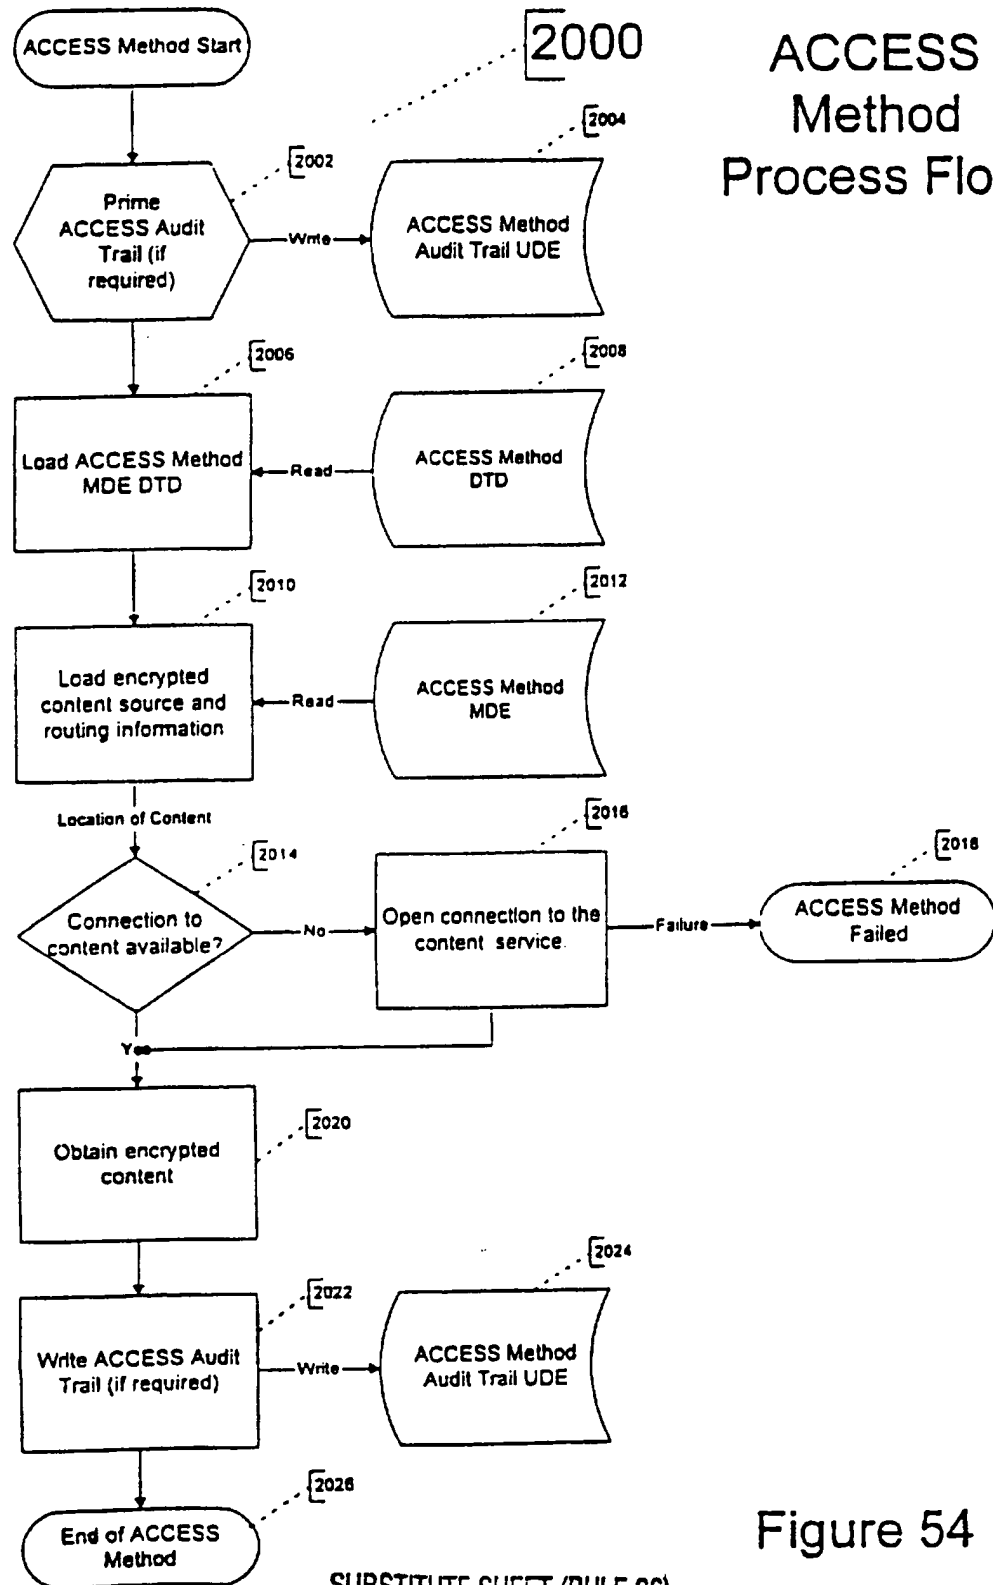 ACCESS Method Start
2000
ACCESS
Method
Process Flo
2004
2002
Prime
ACCESS Audit
Trail (if
required)
Write
ACCESS Method
Audit Trail UDE
2006
2008
Load ACCESS Method
MDE DTD
Read
ACCESS Method
DTD
2010
2012
Load encrypted
content source and
routing information
Read
ACCESS Method
MDE
Location of Content
2014
2016
2018
Connection to
content available?
No
Open connection to the
content service.
Failure
ACCESS Method
Failed
Y
2020
Obtain encrypted
content
2022
2024
Write ACCESS Audit
Trail (if required)
Write
ACCESS Method
Audit Trail UDE
2026
End of ACCESS
Method
Figure 54
SUBSTITUTE SHEET (RULE 26)